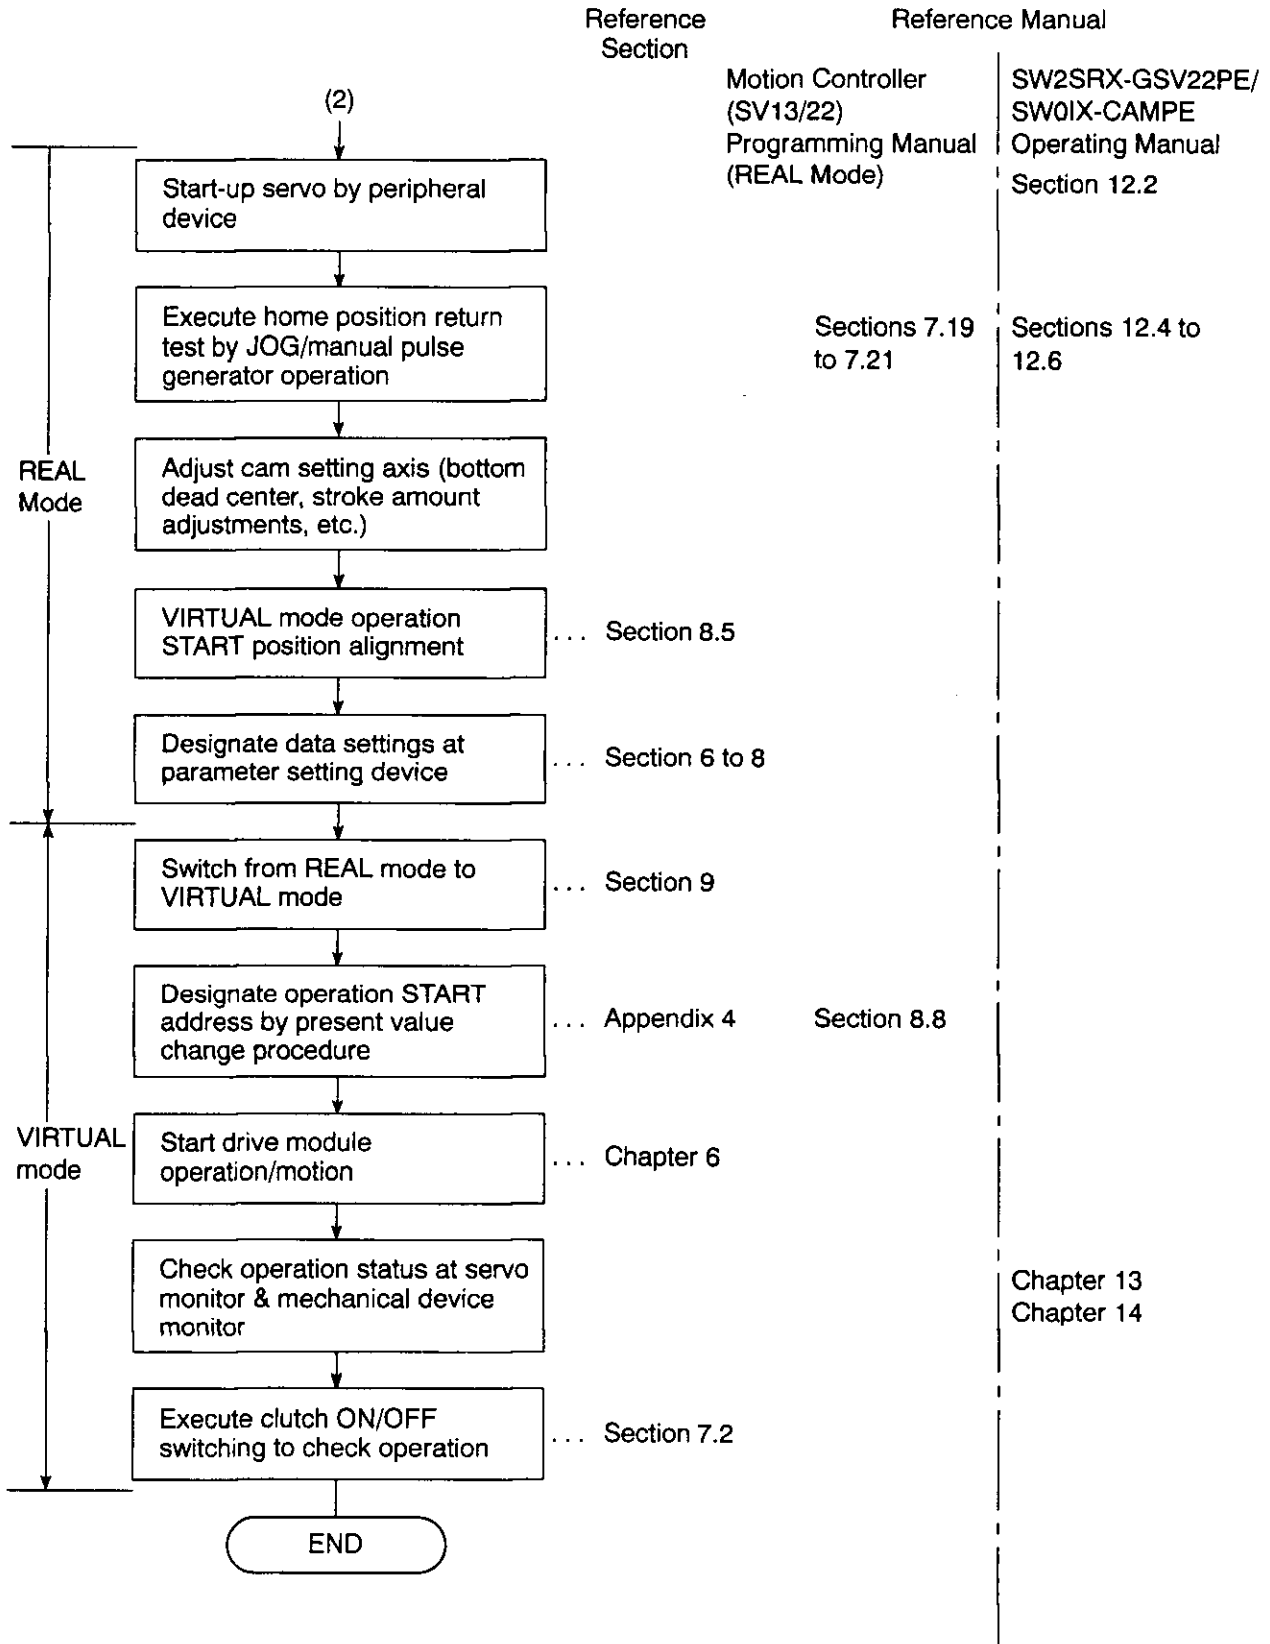 Reference
Section
Reference Manual
Motion Controller
(SV13/22)
Programming Manual
(REAL Mode)
SW2SRX-GSV22PE/
SW0IX-CAMPE
Operating Manual
Section 12.2
(2)
Start-up servo by peripheral
device
Execute home position return
test by JOG/manual pulse
generator operation
Sections 7.19
to 7.21
Sections 12.4 to
12.6
REAL
Mode
Adjust cam setting axis (bottom
dead center, stroke amount
adjustments, etc.)
VIRTUAL mode operation
START position alignment
... Section 8.5
Designate data settings at
parameter setting device
... Section 6 to 8
Switch from REAL mode to
VIRTUAL mode
... Section 9
Designate operation START
address by present value
change procedure
... Appendix 4
Section 8.8
VIRTUAL
mode
Start drive module
operation/motion
... Chapter 6
Check operation status at servo
monitor & mechanical device
monitor
Chapter 13
Chapter 14
Execute clutch ON/OFF
switching to check operation
... Section 7.2
END